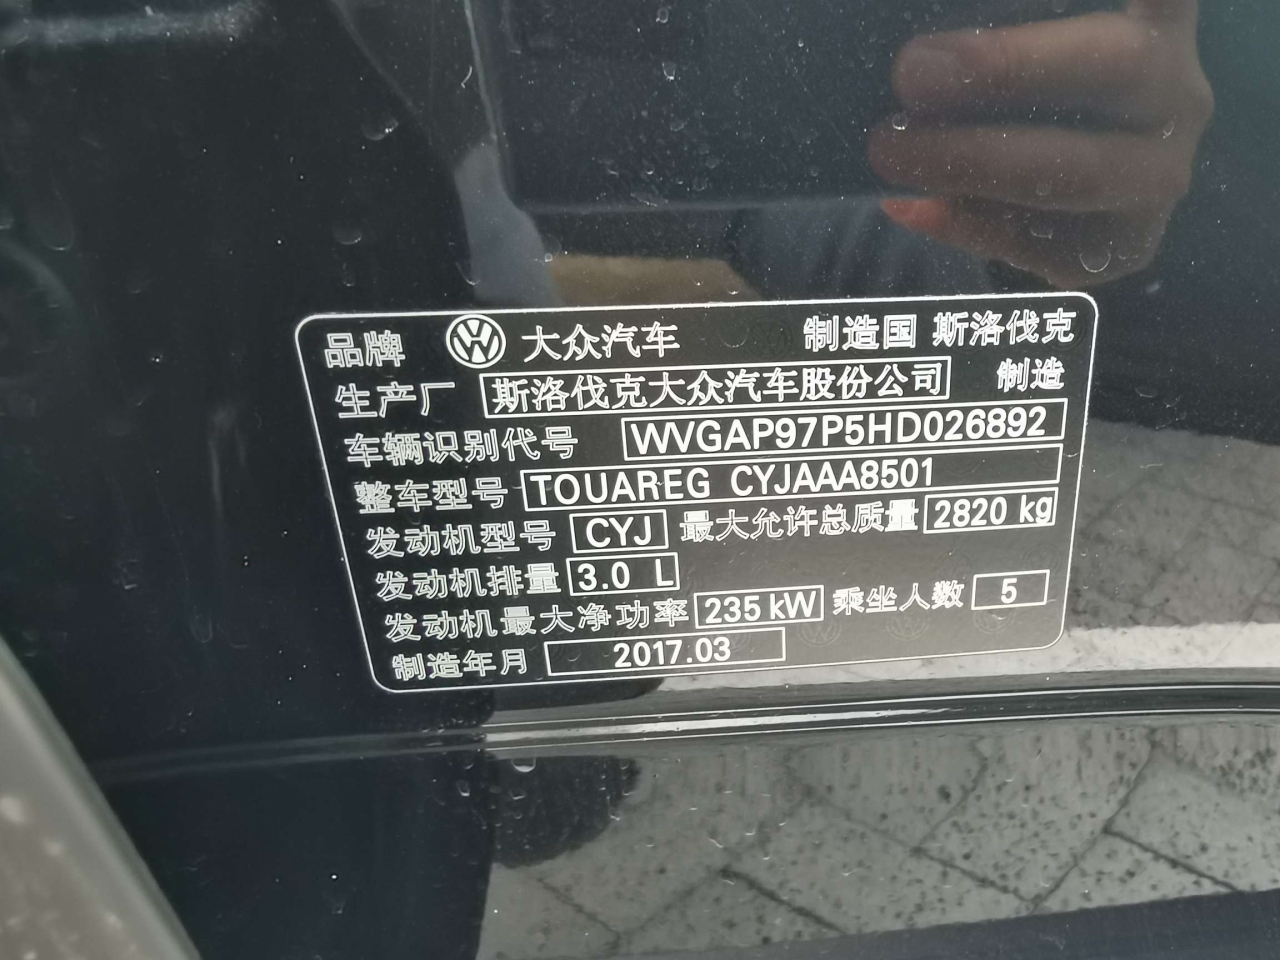 品牌 大众汽车 制造国 斯洛伐克
生产厂 斯洛伐克大众汽车股份公司 制造
车辆识别代号 WVGAP97P5HD026892
整车型号 TOUAREG CYJAAA8501
发动机型号 CYJ 最大允许总质量 2820 kg
发动机排量 3.0 L
发动机最大净功率 235 kW 乘坐人数 5
制造年月 2017.03